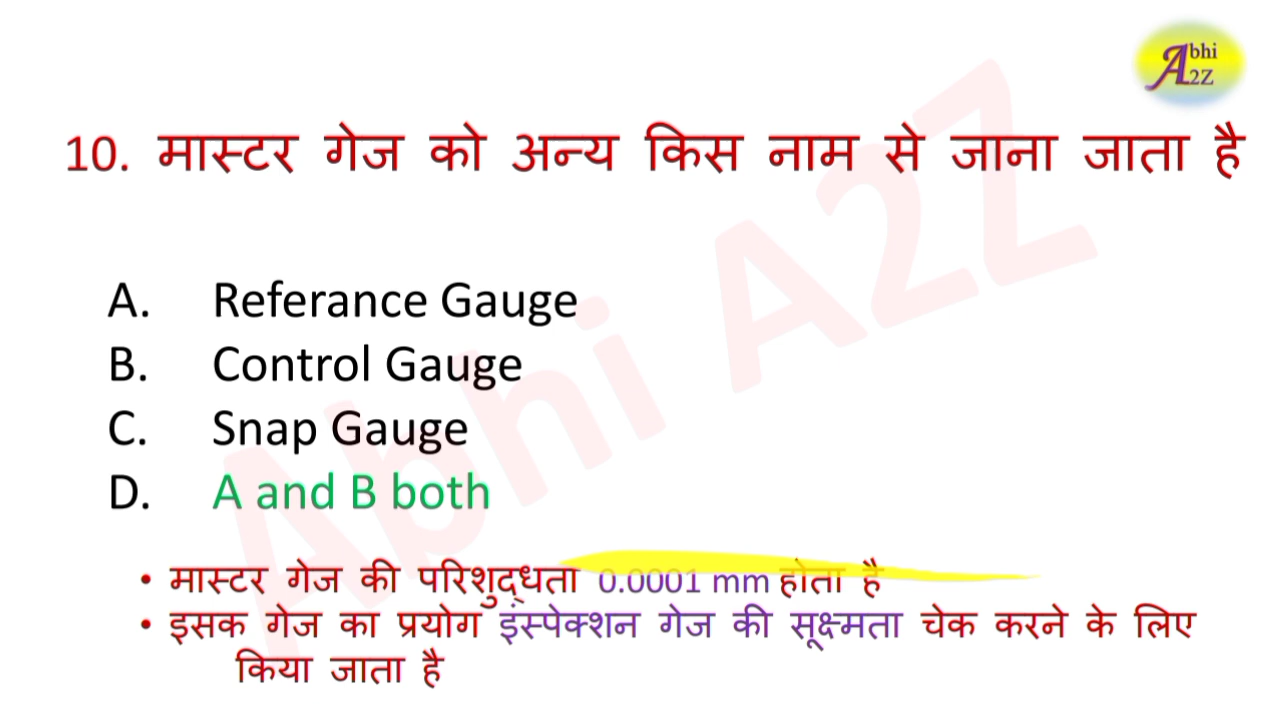 Abhi
A2Z
10. मास्टर गेज को अन्य किस नाम से जाना जाता है
A. Referance Gauge
B. Control Gauge
C. Snap Gauge
D. A and B both
• मास्टर गेज की परिशुद्धता 0.0001 mm होता है
• इसक गेज का प्रयोग इंस्पेक्शन गेज की सूक्ष्मता चेक करने के लिए
किया जाता है
Abhi A2Z